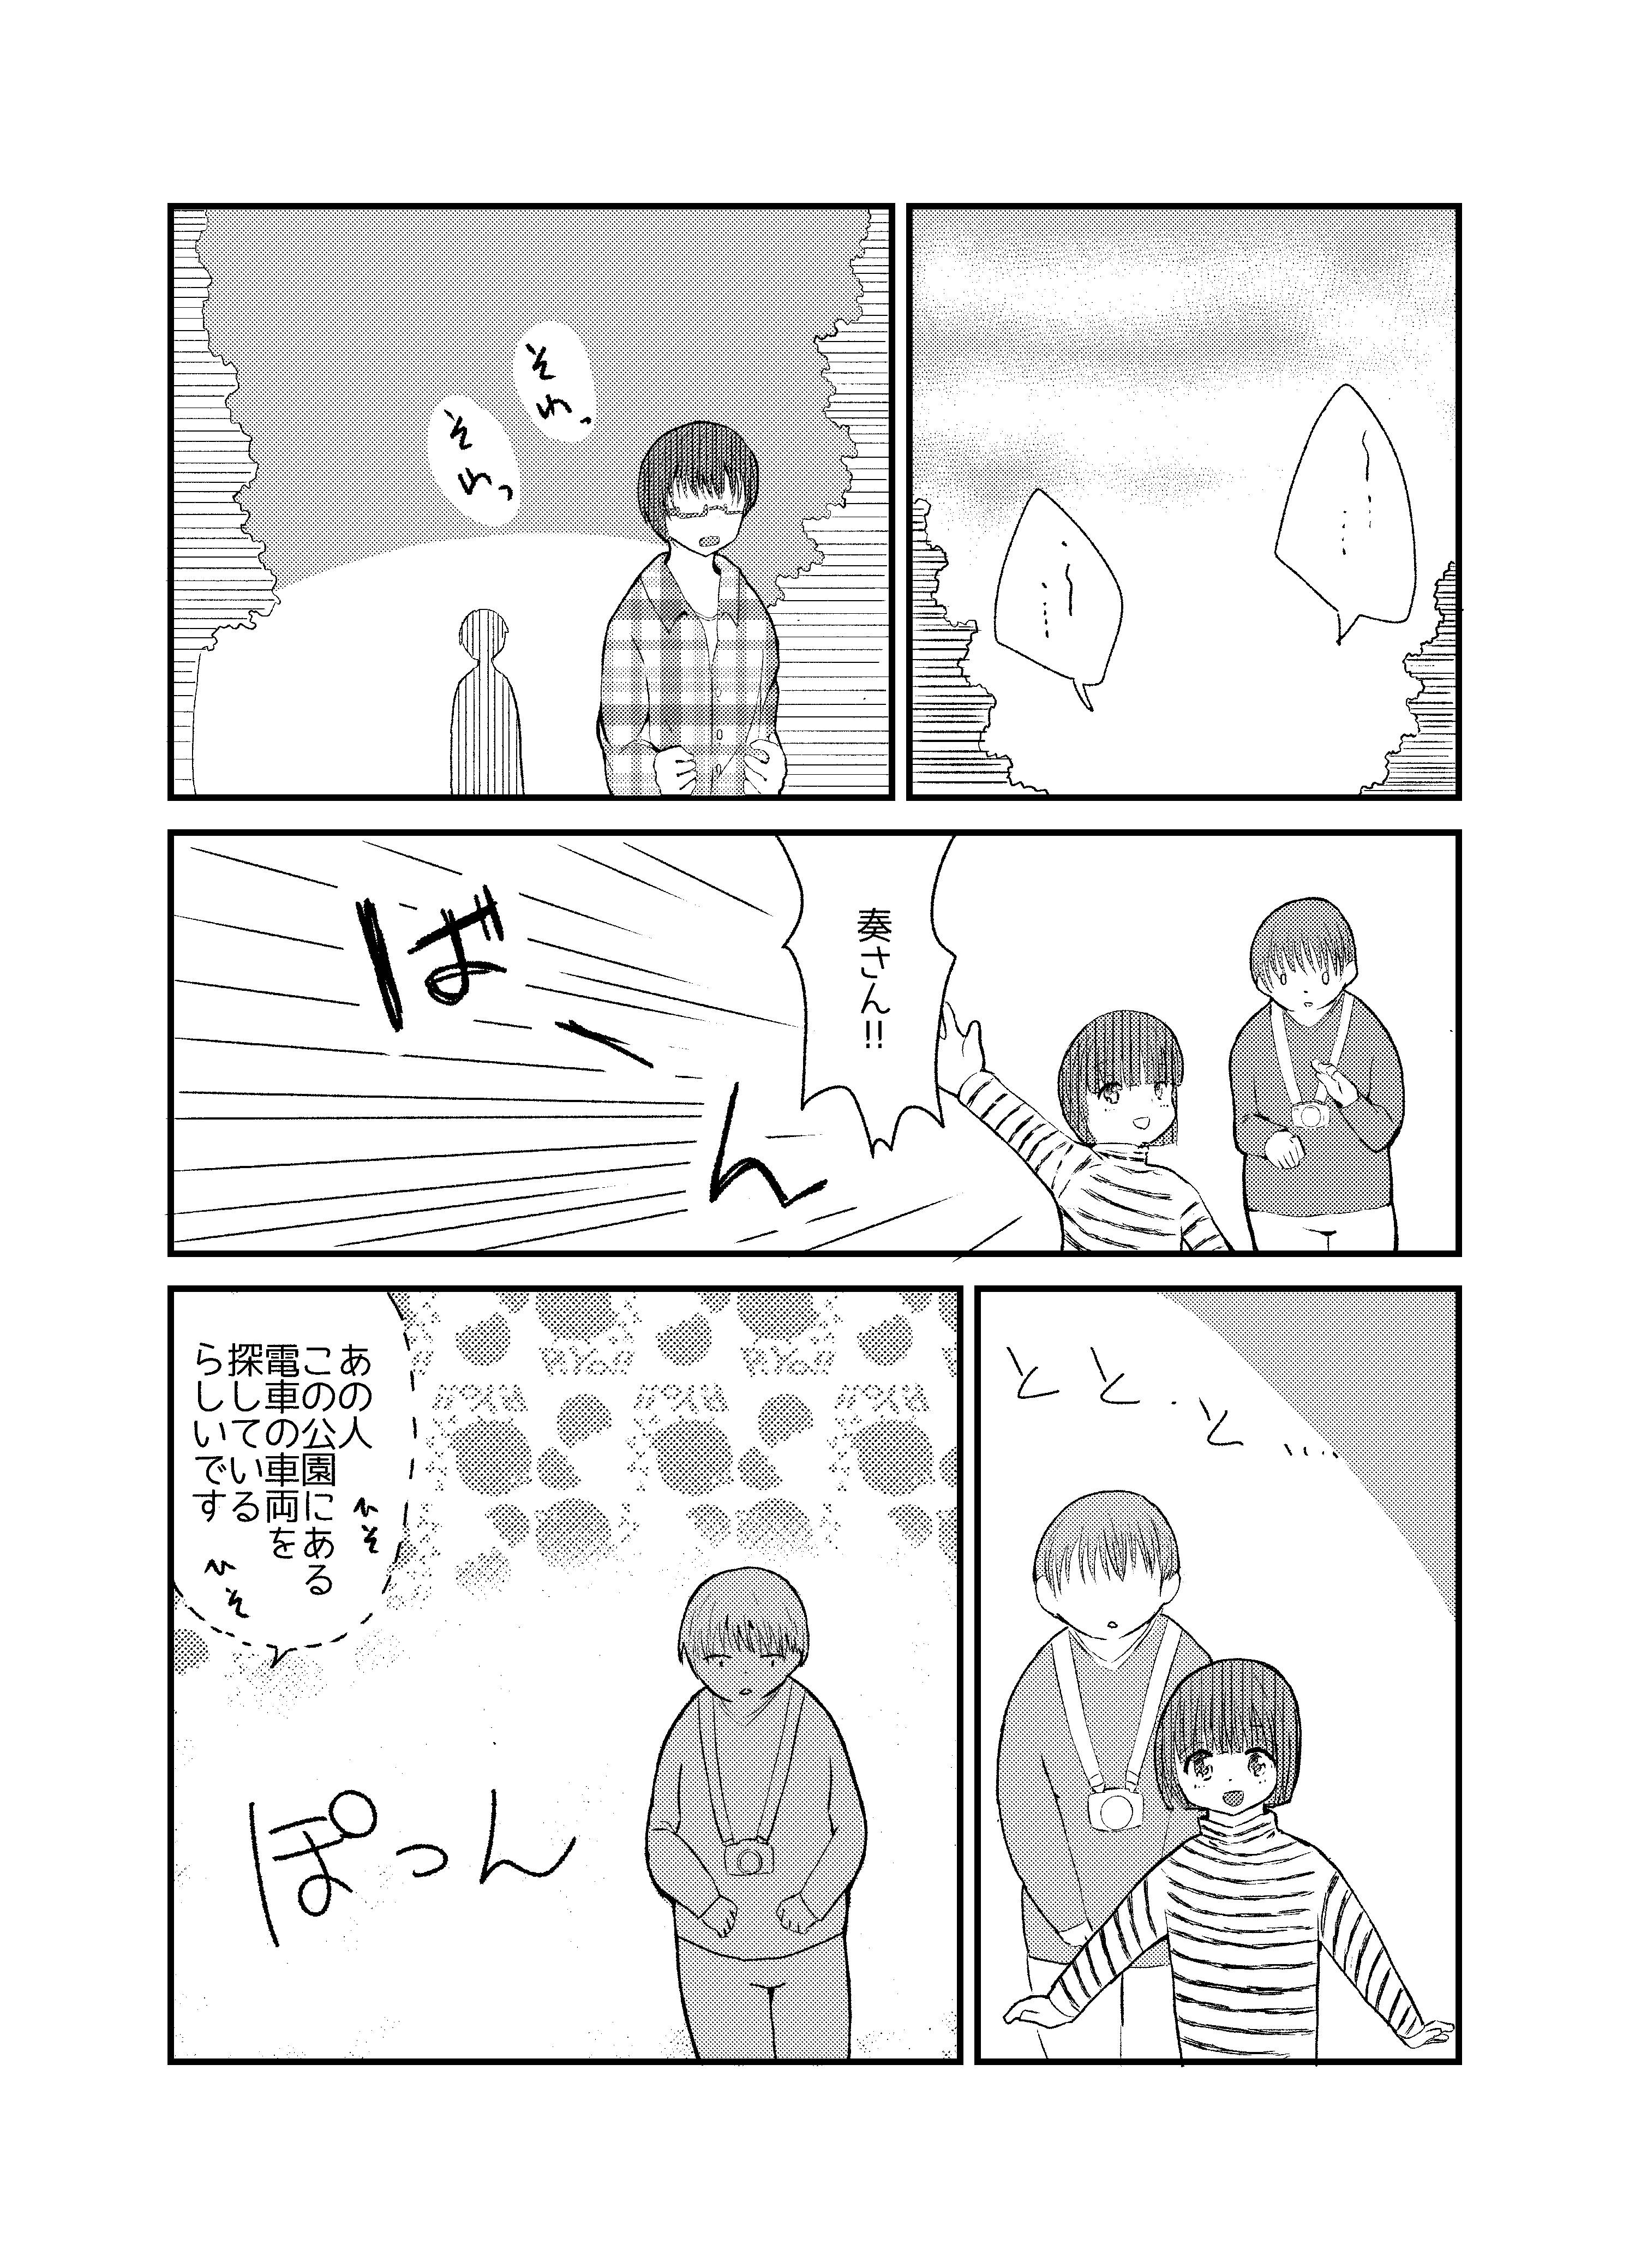 〜……
〜……
そわっ
そわっ
奏さん!!
ばーん
とと・と……
あの人
この公園にある
電車の車両を
探している
らしいです
ひそ
ひそ
ぽつん